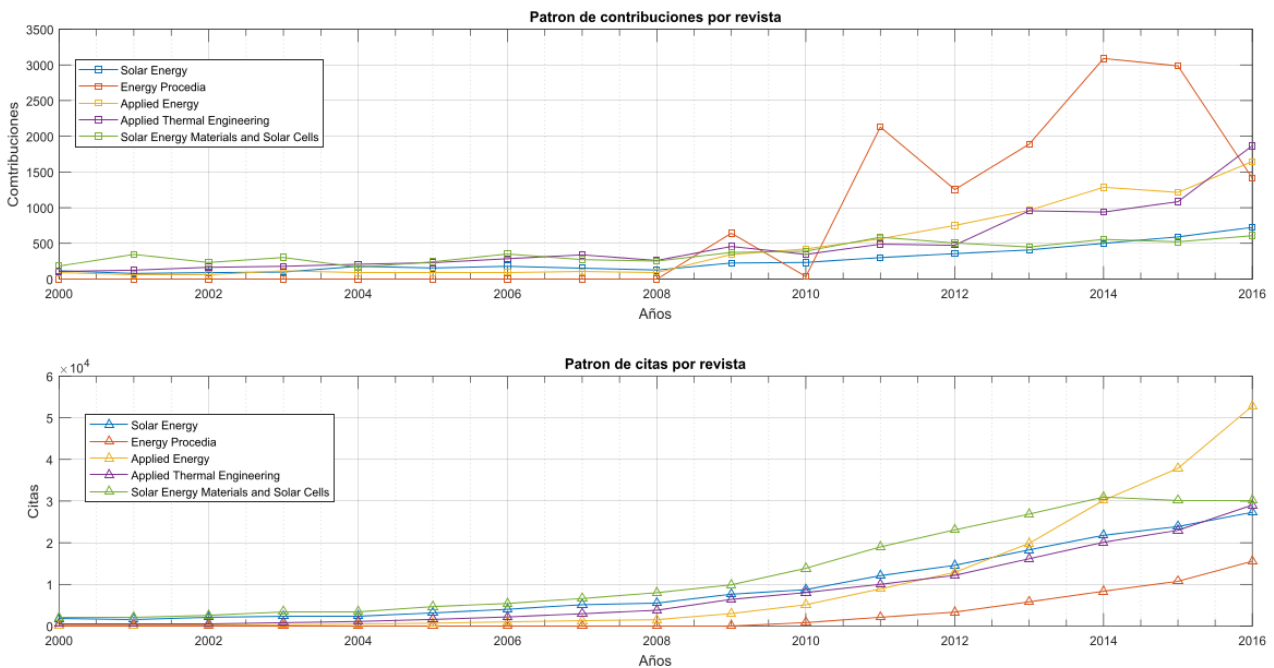 Patron de contribuciones por revista
3500
3000
2500
2000
1500
1000
500
0
Comtribuciones
Solar Energy
Energy Procedia
Applied Energy
Applied Thermal Engineering
Solar Energy Materials and Solar Cells
2000 2002 2004 2006 2008 2010 2012 2014 2016
Años
Patron de citas por revista
× 10^4
6
5
4
3
2
1
0
Citas
Solar Energy
Energy Procedia
Applied Energy
Applied Thermal Engineering
Solar Energy Materials and Solar Cells
2000 2002 2004 2006 2008 2010 2012 2014 2016
Años